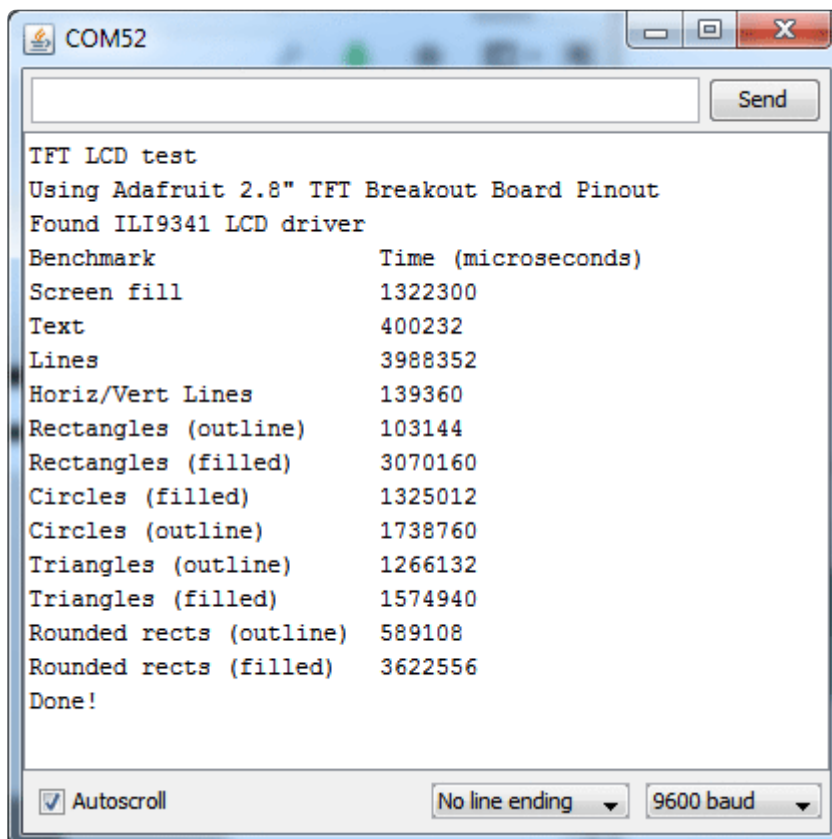 COM52
Send
TFT LCD test
Using Adafruit 2.8" TFT Breakout Board Pinout
Found ILI9341 LCD driver
Benchmark Time (microseconds)
Screen fill 1322300
Text 400232
Lines 3988352
Horiz/Vert Lines 139360
Rectangles (outline) 103144
Rectangles (filled) 3070160
Circles (filled) 1325012
Circles (outline) 1738760
Triangles (outline) 1266132
Triangles (filled) 1574940
Rounded rects (outline) 589108
Rounded rects (filled) 3622556
Done!
Autoscroll No line ending 9600 baud